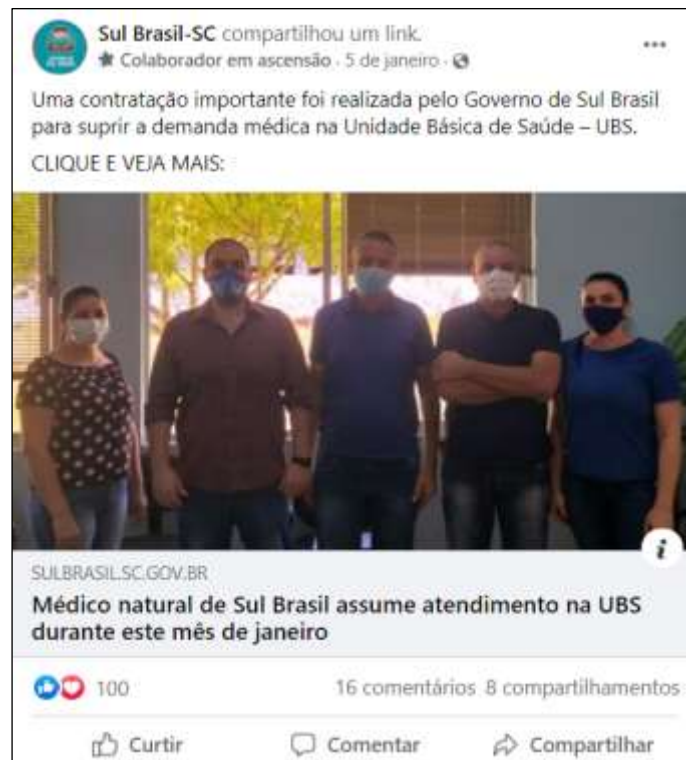 Sul Brasil-SC compartilhou um link.
Colaborador em ascensão · 5 de janeiro ·
Uma contratação importante foi realizada pelo Governo de Sul Brasil
para suprir a demanda médica na Unidade Básica de Saúde – UBS.
CLIQUE E VEJA MAIS:
SULBRASIL.SC.GOV.BR
Médico natural de Sul Brasil assume atendimento na UBS
durante este mês de janeiro
100 16 comentários 8 compartilhamentos
Curtir Comentar Compartilhar